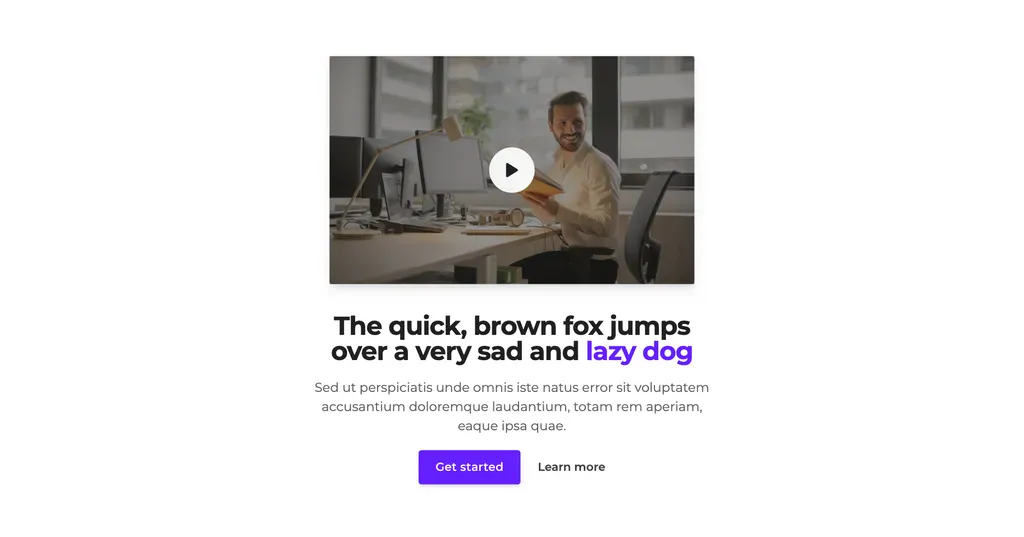 The quick, brown fox jumps
over a very sad and lazy dog
Sed ut perspiciatis unde omnis iste natus error sit voluptatem
accusantium doloremque laudantium, totam rem aperiam,
eaque ipsa quae.
Get started
Learn more